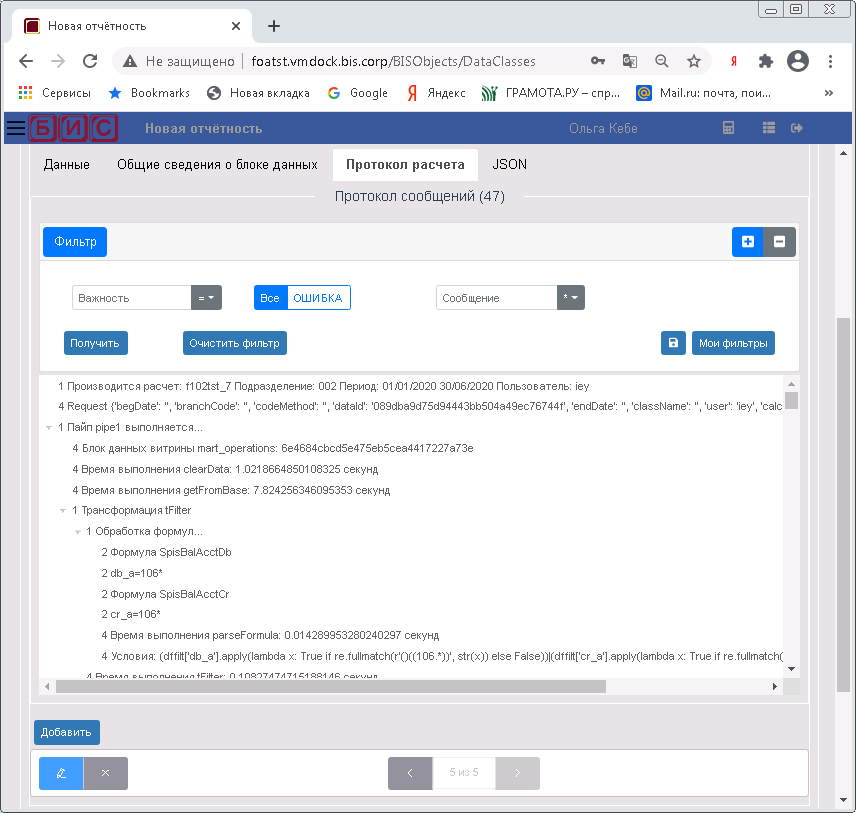 Новая отчётность
Не защищено
foatst.vmdock.bis.corp/BISObjects/DataClasses
Я
Сервисы
Bookmarks
Новая вкладка
Google
Яндекс
ГРАМОТА.РУ – спр...
Mail.ru: почта, пои...
»
БИС
Новая отчётность
Ольга Кебе
Данные
Общие сведения о блоке данных
Протокол расчета
JSON
Протокол сообщений (47)
Фильтр
Важность
=
Все
ОШИБКА
Сообщение
*
Получить
Очистить фильтр
Мои фильтры
1 Производится расчет: f102tst_7 Подразделение: 002 Период: 01/01/2020 30/06/2020 Пользователь: iey
4 Request {'begDate': '', 'branchCode': '', 'codeMethod': '', 'dataId': '089dba9d75d94443bb504a49ec76744f', 'endDate': '', 'className': '', 'user': 'iey', 'calc
1 Пайп pipe1 выполняется...
4 Блок данных витрины mart_operations: 6e4684cbcd5e475eb5cea4417227a73e
4 Время выполнения clearData: 1.0218664850108325 секунд
4 Время выполнения getFromBase: 7.824256346095353 секунд
1 Трансформация tFilter
1 Обработка формул...
2 Формула SpisBalAcctDb
2 db_a=106*
2 Формула SpisBalAcctCr
2 cr_a=106*
4 Время выполнения parseFormula: 0.014289953280240297 секунд
4 Условия: (dffilt['db_a'].apply(lambda x: True if re.fullmatch(r'()((106.*))', str(x)) else False))|(dffilt['cr_a'].apply(lambda x: True if re.fullmatch(
4 Время выполнения tFilter: 0.10827474715188146 секунд
Добавить
5 из 5